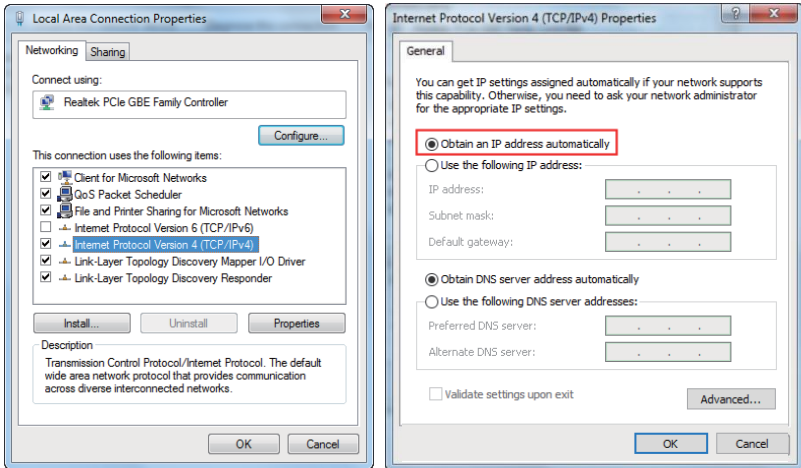 Local Area Connection Properties
Networking
Sharing
Connect using:
Realtek PCIe GBE Family Controller
Configure...
This connection uses the following items:
Client for Microsoft Networks
QoS Packet Scheduler
File and Printer Sharing for Microsoft Networks
Internet Protocol Version 6 (TCP/IPv6)
Internet Protocol Version 4 (TCP/IPv4)
Link-Layer Topology Discovery Mapper I/O Driver
Link-Layer Topology Discovery Responder
Install...
Uninstall
Properties
Description
Transmission Control Protocol/Internet Protocol. The default
wide area network protocol that provides communication
across diverse interconnected networks.
OK
Cancel
Internet Protocol Version 4 (TCP/IPv4) Properties
General
You can get IP settings assigned automatically if your network supports
this capability. Otherwise, you need to ask your network administrator
for the appropriate IP settings.
Obtain an IP address automatically
Use the following IP address:
IP address:
Subnet mask:
Default gateway:
Obtain DNS server address automatically
Use the following DNS server addresses:
Preferred DNS server:
Alternate DNS server:
Validate settings upon exit
Advanced...
OK
Cancel